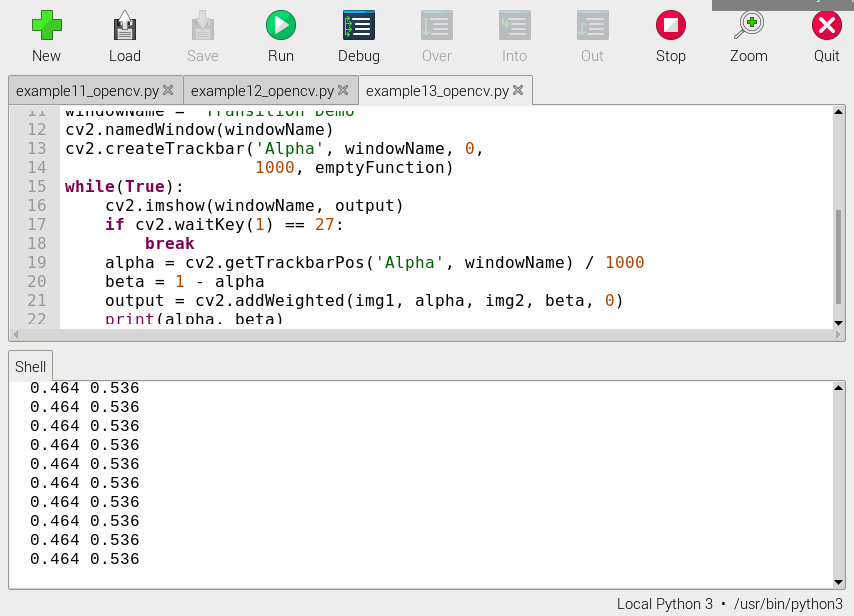 New Load Save Run Debug Over Into Out Stop Zoom Quit
example11_opencv.py example12_opencv.py example13_opencv.py
11 windowName = "Transition Demo"
12 cv2.namedWindow(windowName)
13 cv2.createTrackbar('Alpha', windowName, 0,
14 1000, emptyFunction)
15 while(True):
16 cv2.imshow(windowName, output)
17 if cv2.waitKey(1) == 27:
18 break
19 alpha = cv2.getTrackbarPos('Alpha', windowName) / 1000
20 beta = 1 - alpha
21 output = cv2.addWeighted(img1, alpha, img2, beta, 0)
22 print(alpha, beta)
Shell
0.464 0.536
0.464 0.536
0.464 0.536
0.464 0.536
0.464 0.536
0.464 0.536
0.464 0.536
0.464 0.536
0.464 0.536
0.464 0.536
Local Python 3 • /usr/bin/python3